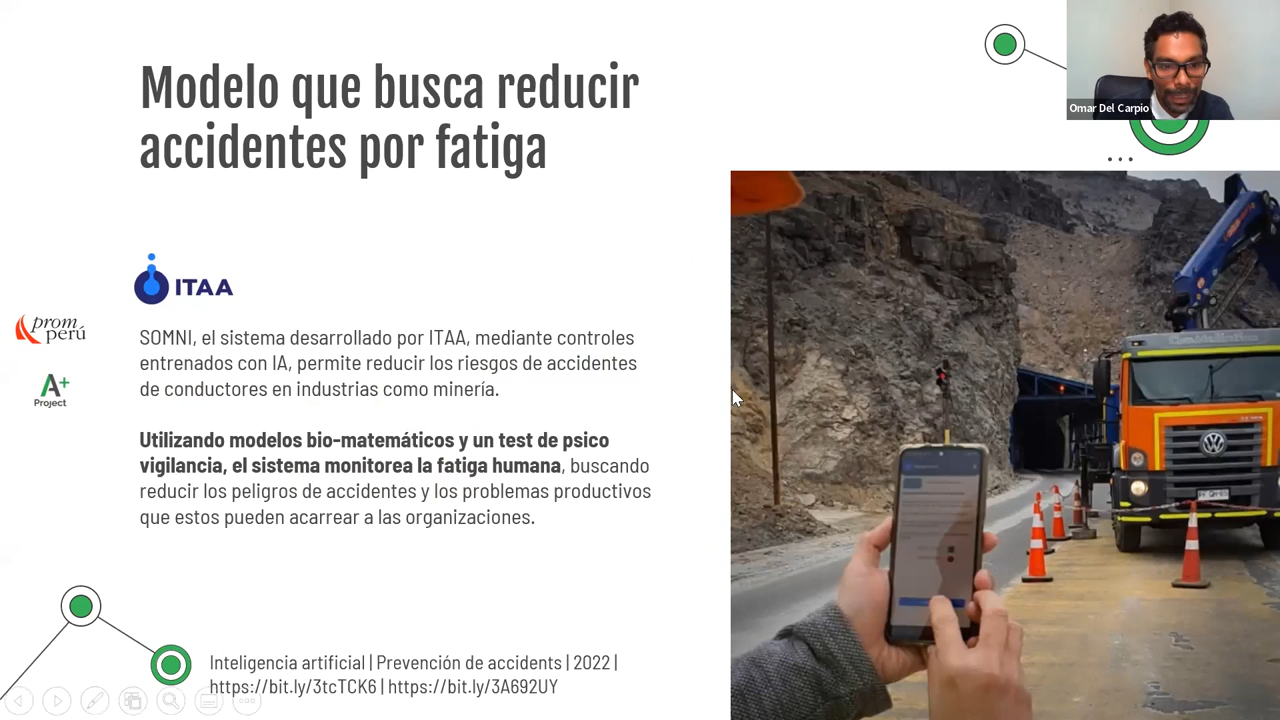 Modelo que busca reducir
accidentes por fatiga
Omar Del Carpio
ITAA
prom
perú
A+
Project
SOMNI, el sistema desarrollado por ITAA, mediante controles
entrenados con IA, permite reducir los riesgos de accidentes
de conductores en industrias como minería.
Utilizando modelos bio-matemáticos y un test de psico
vigilancia, el sistema monitorea la fatiga humana, buscando
reducir los peligros de accidentes y los problemas productivos
que estos pueden acarrear a las organizaciones.
Inteligencia artificial | Prevención de accidents | 2022 |
https://bit.ly/3tcTCK6 | https://bit.ly/3A692UY